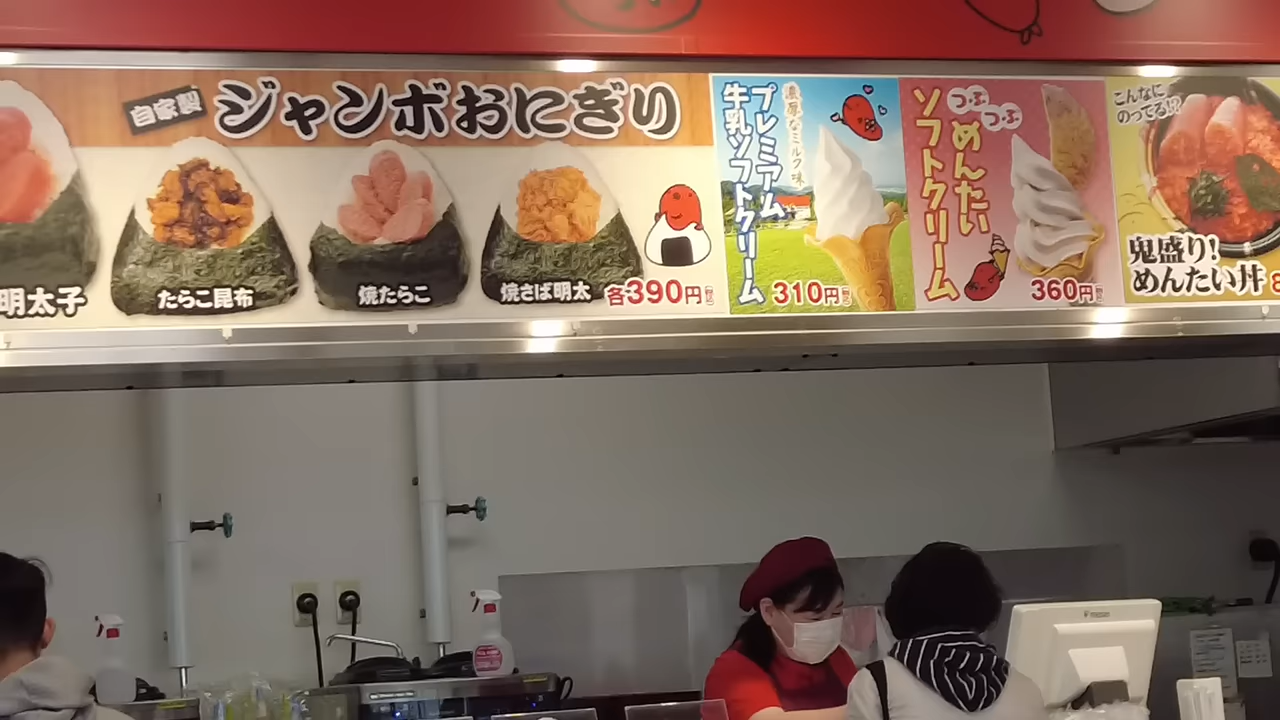 自家製
ジャンボおにぎり
明太子
たらこ昆布
焼たらこ
焼さば明太
各390円
濃厚なミルク味
プレミアム
牛乳ソフトクリーム
310円
つぶつぶ
めんたい
ソフトクリーム
360円
こんなに
のってる!?
鬼盛り!
めんたい丼